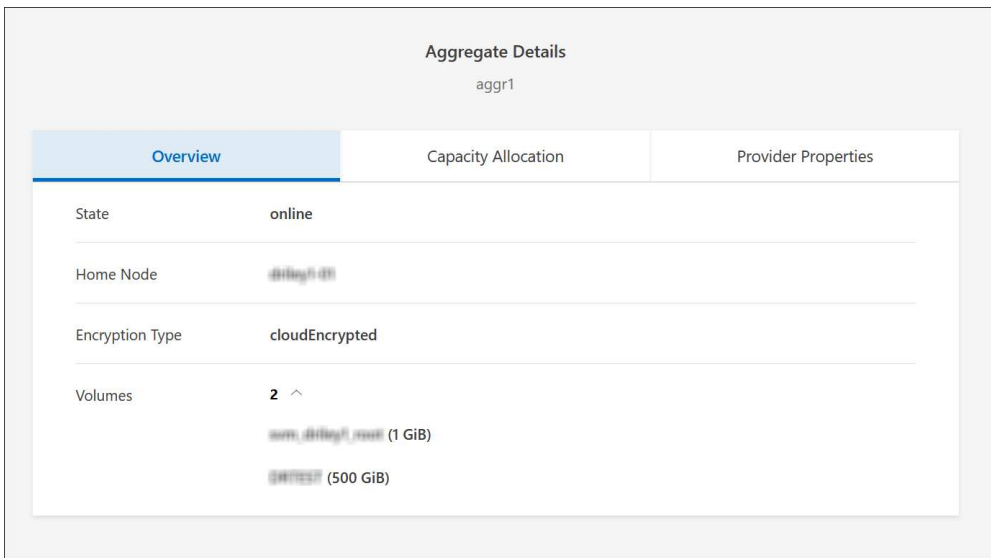 Aggregate Details
aggr1
Overview Capacity Allocation Provider Properties
State online
Home Node
Encryption Type cloudEncrypted
Volumes 2
(1 GiB)
(500 GiB)